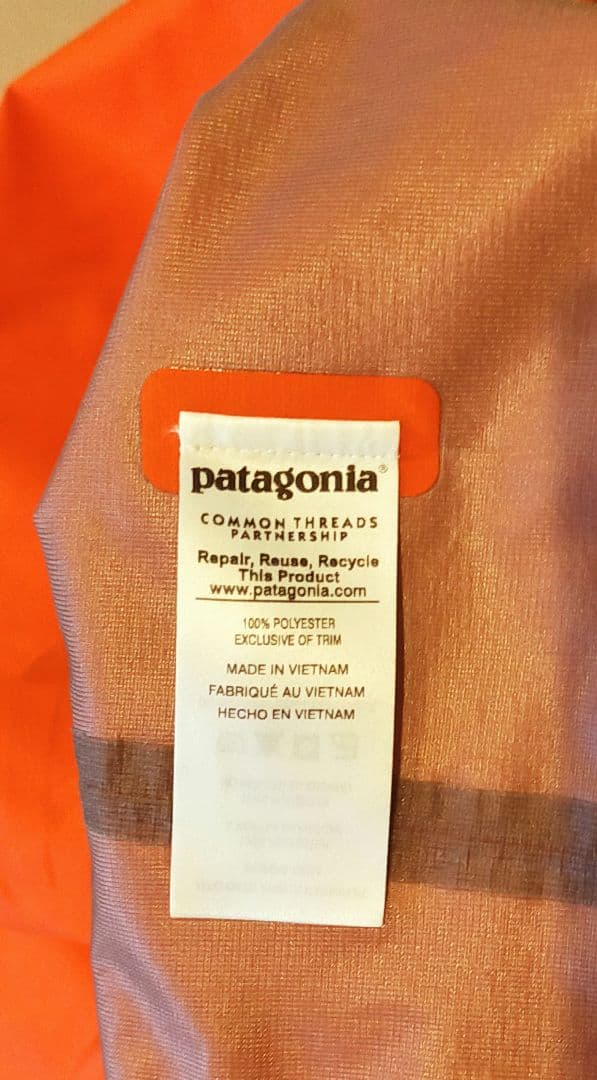 patagonia®
COMMON THREADS
PARTNERSHIP
Repair, Reuse, Recycle
This Product
www.patagonia.com
100% POLYESTER
EXCLUSIVE OF TRIM
MADE IN VIETNAM
FABRIQUÉ AU VIETNAM
HECHO EN VIETNAM